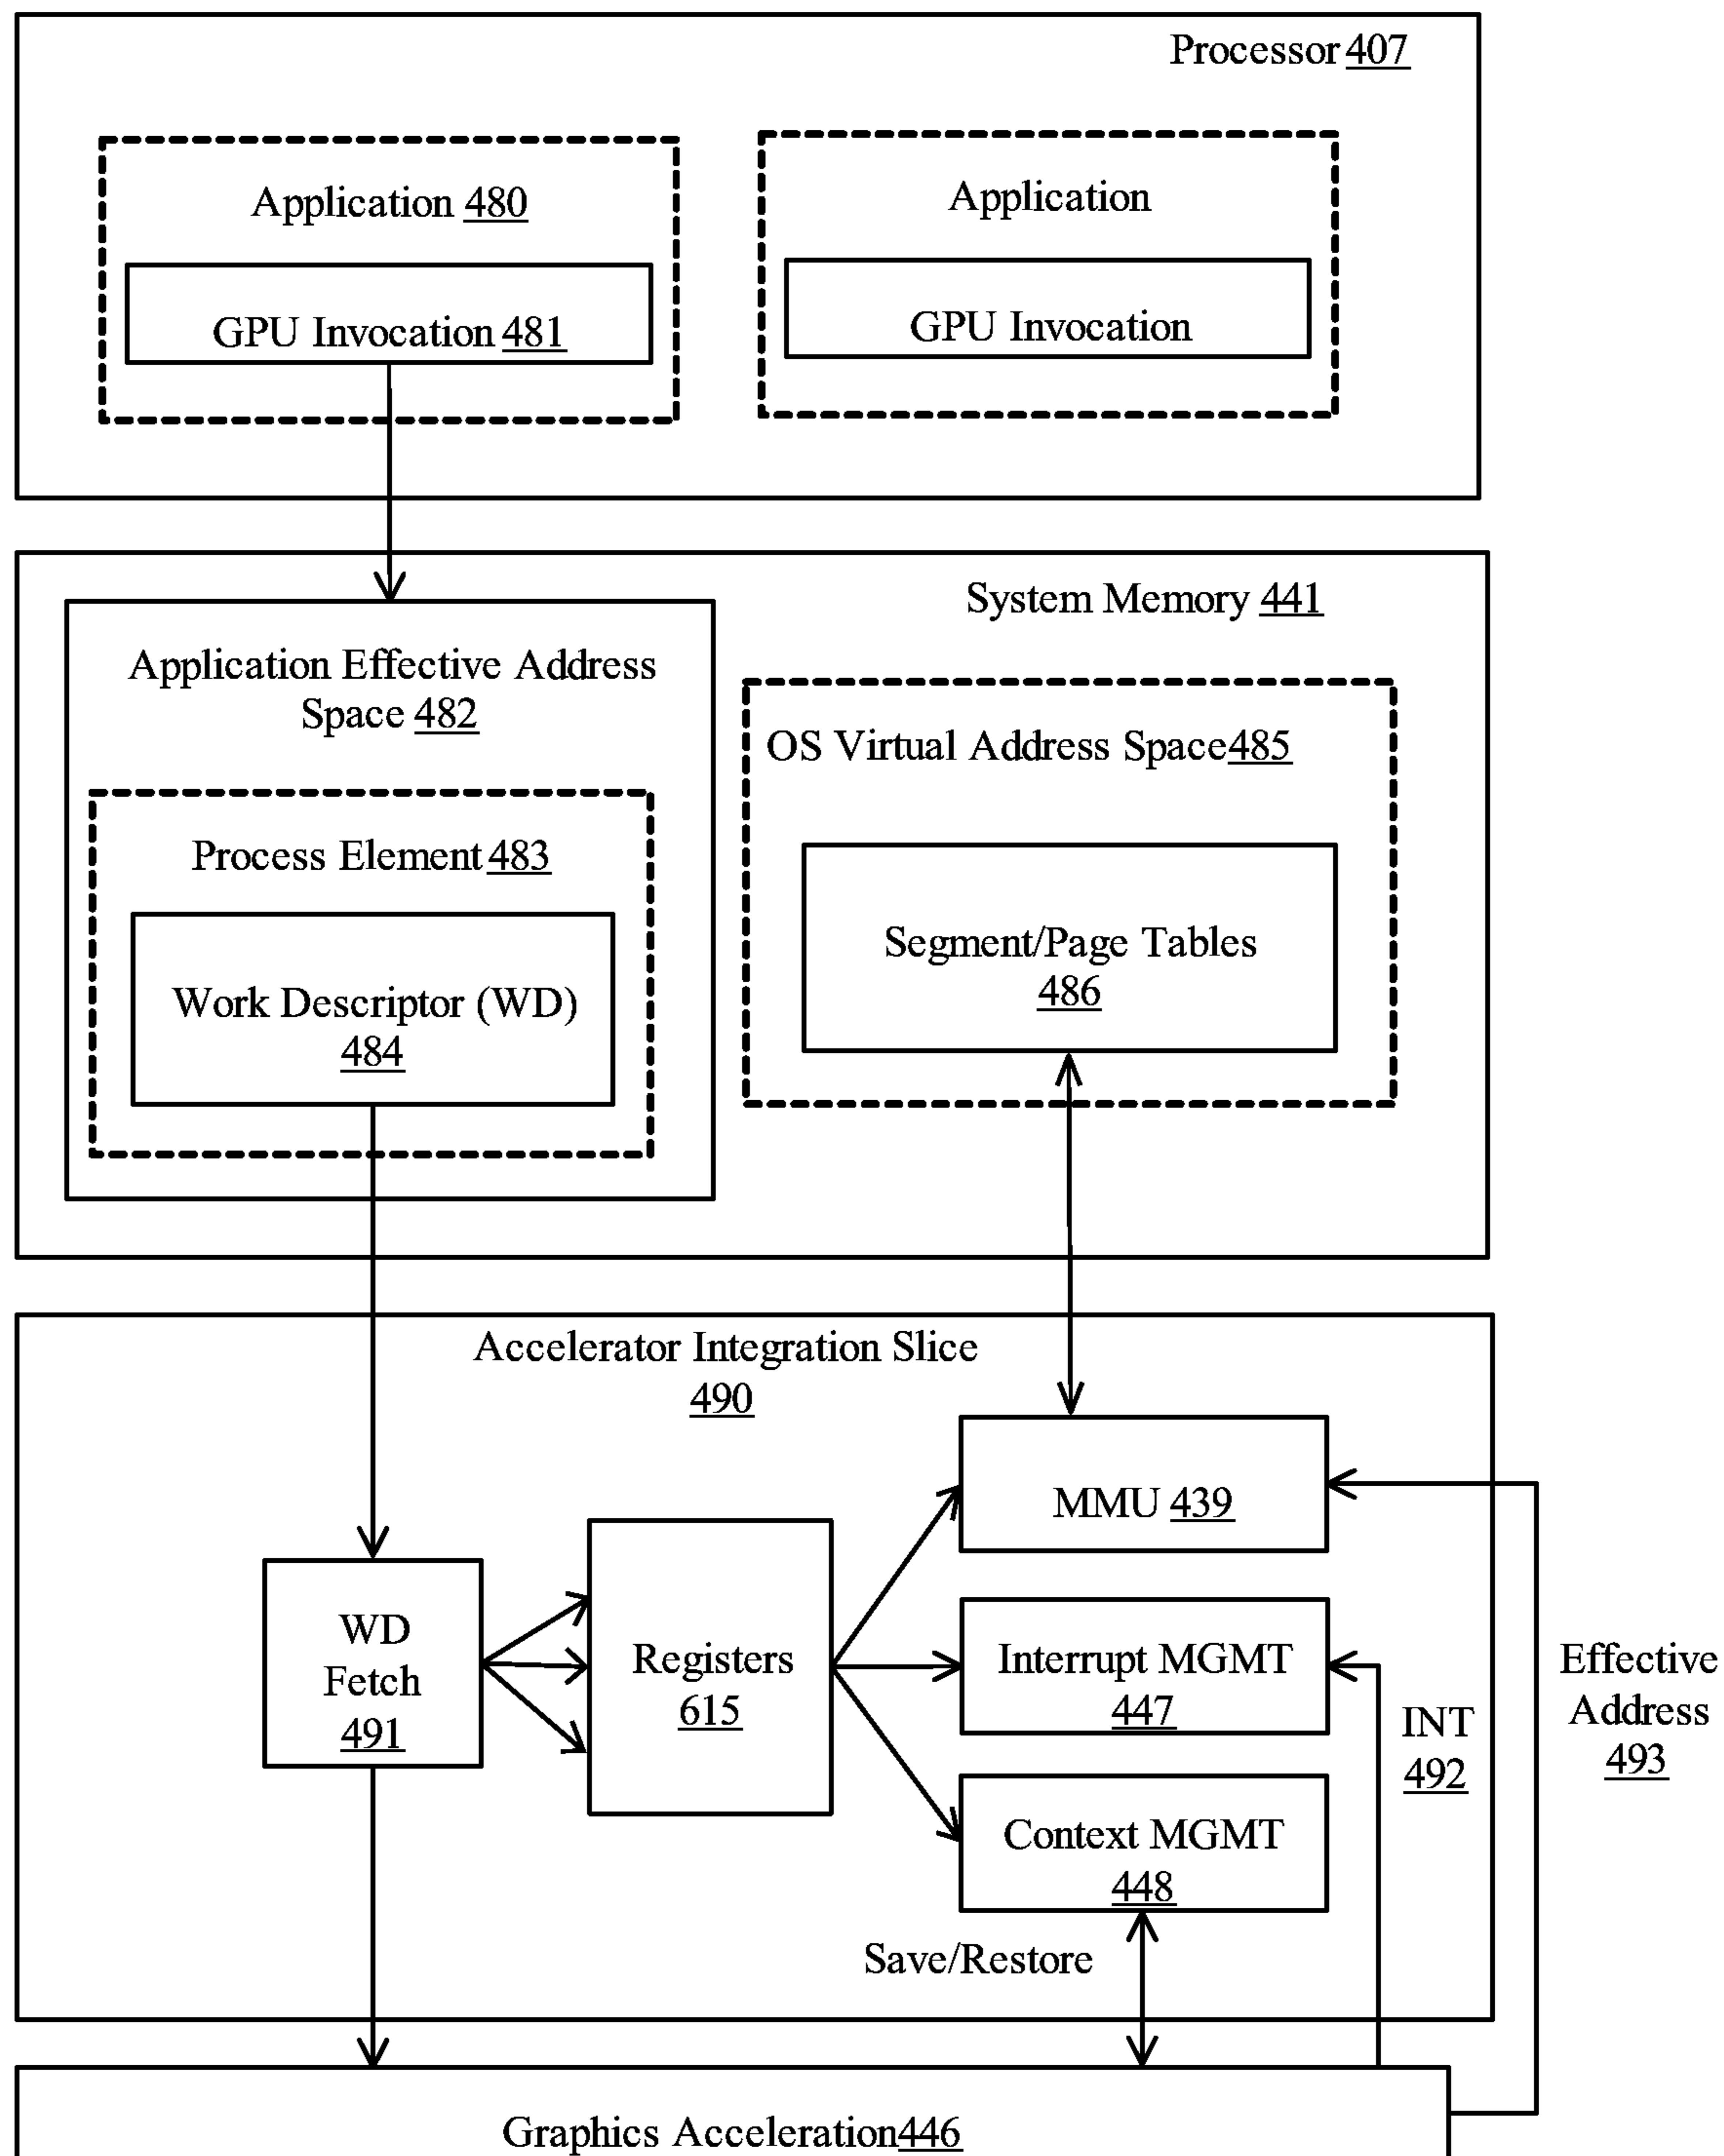 Processor 407
Application 480
GPU Invocation 481
Application
GPU Invocation
System Memory 441
Application Effective Address
Space 482
Process Element 483
Work Descriptor (WD)
484
OS Virtual Address Space485
Segment/Page Tables
486
Accelerator Integration Slice
490
WD
Fetch
491
Registers
615
MMU 439
Interrupt MGMT
447
Context MGMT
448
Save/Restore
INT
492
Effective
Address
493
Graphics Acceleration446